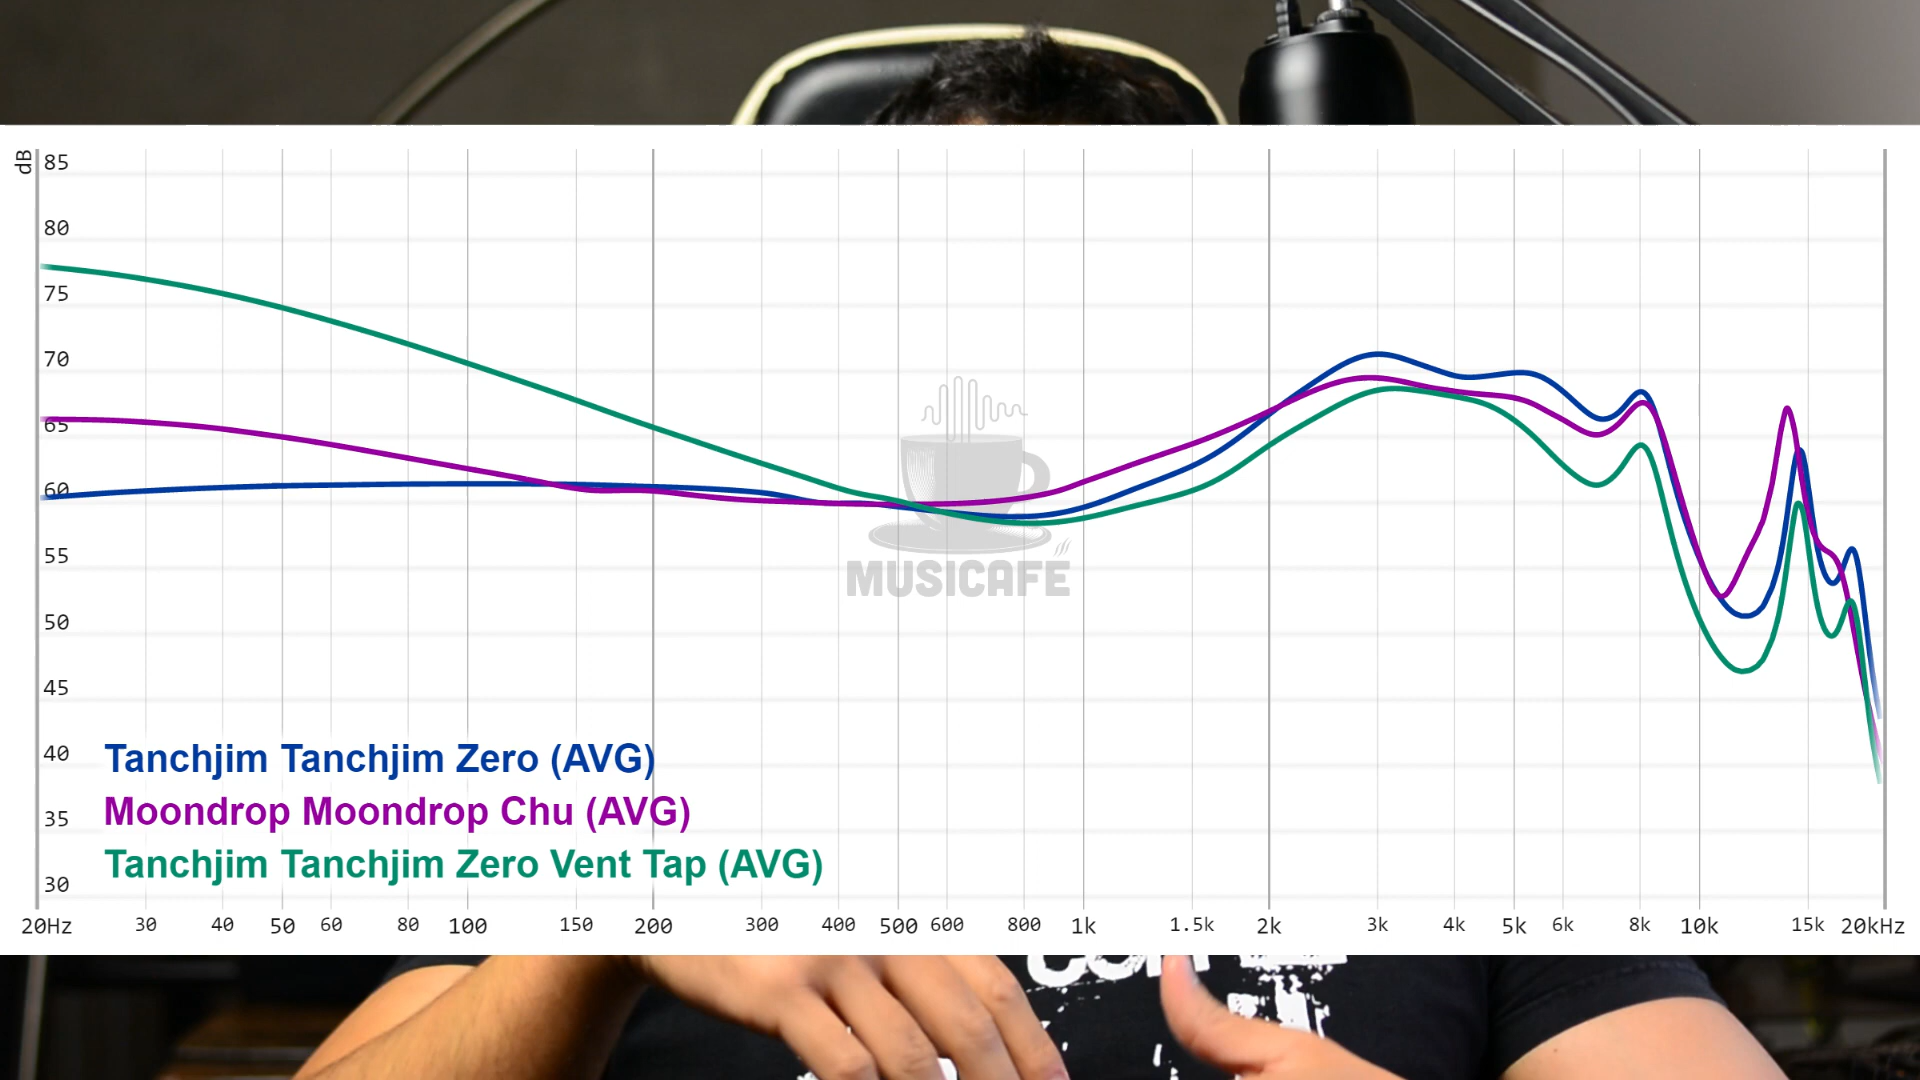 dB
85
80
75
70
65
60
55
50
45
40
35
30
MUSICAFÉ
Tanchjim Tanchjim Zero (AVG)
Moondrop Moondrop Chu (AVG)
Tanchjim Tanchjim Zero Vent Tap (AVG)
20Hz 30 40 50 60 80 100 150 200 300 400 500 600 800 1k 1.5k 2k 3k 4k 5k 6k 8k 10k 15k 20kHz